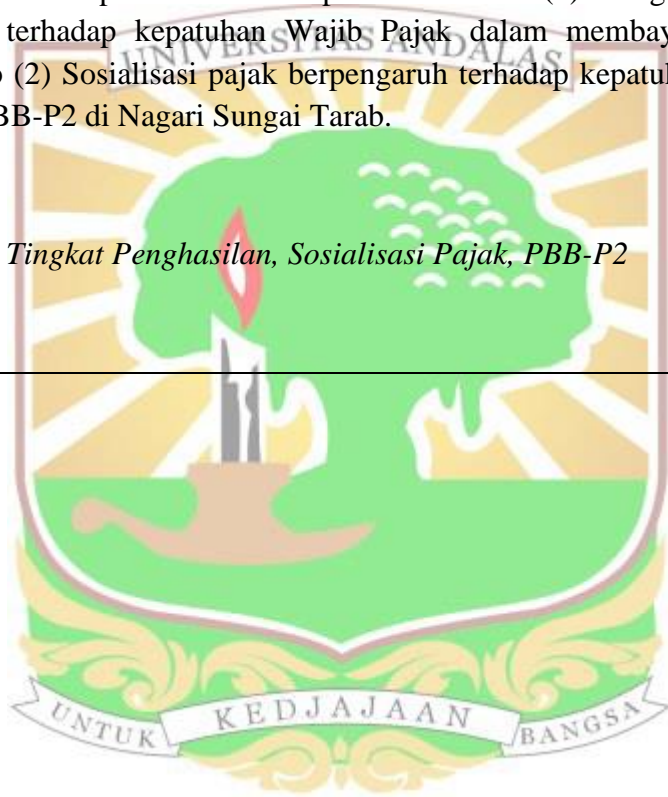 terhadap kepatuhan Wajib Pajak dalam membay
(2) Sosialisasi pajak berpengaruh terhadap kepatuh
BB-P2 di Nagari Sungai Tarab.
Tingkat Penghasilan, Sosialisasi Pajak, PBB-P2
UNIVERSITAS ANDALAS
UNTUK KEDJAJAAN BANGSA